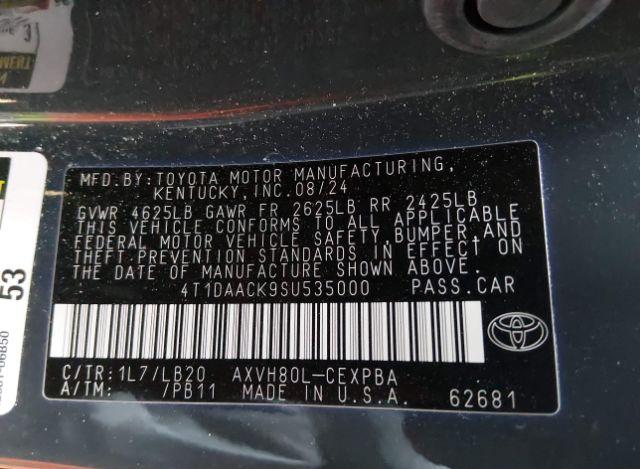 MFD.BY:TOYOTA MOTOR MANUFACTURING,
KENTUCKY,INC.08/24
GVWR 4625LB GAWR FR 2625LB RR 2425LB
THIS VEHICLE CONFORMS TO ALL APPLICABLE
FEDERAL MOTOR VEHICLE SAFETY,BUMPER,AND
THEFT PREVENTION STANDARDS IN EFFECT ON
THE DATE OF MANUFACTURE SHOWN ABOVE.
4T1DAACK9SU535000 PASS.CAR
C/TR:1L7/LB20 AXVH80L-CEXPBA
A/TM: /PB11 MADE IN U.S.A. 62681
53